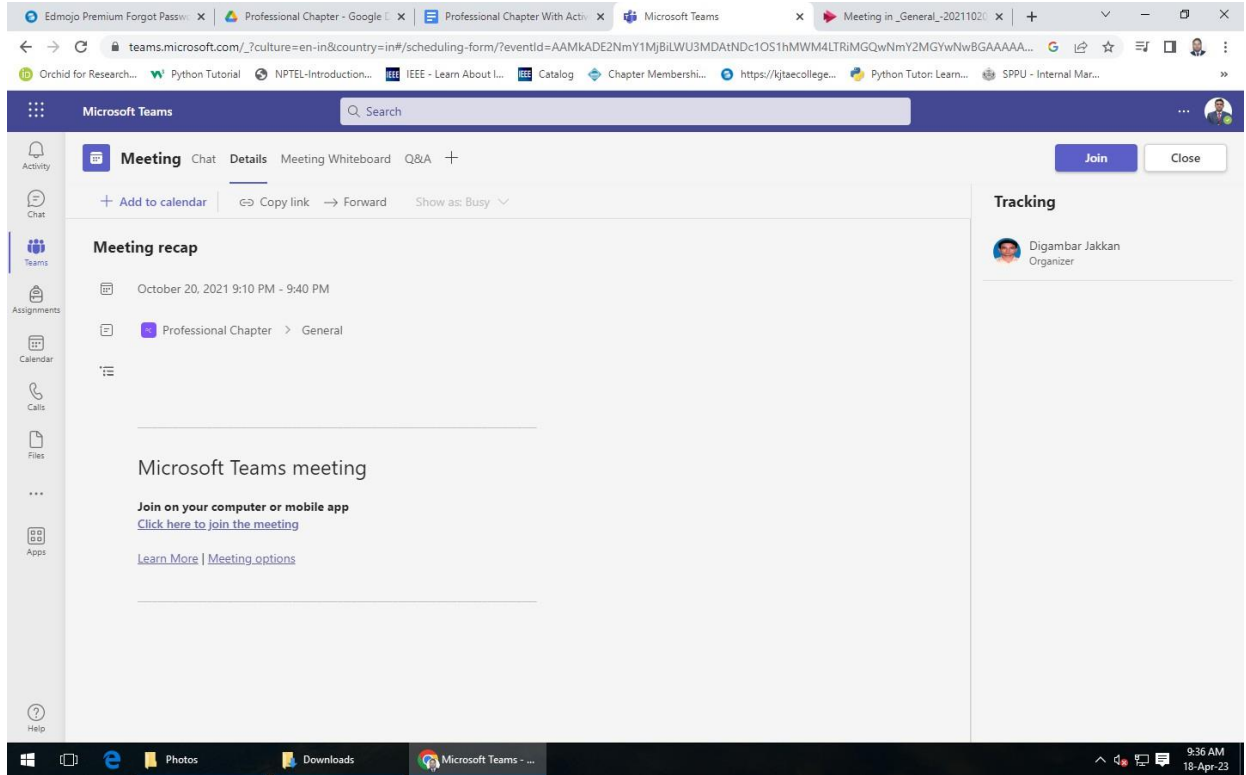 Edmojo Premium Forgot Passwo
Professional Chapter - Google D
Professional Chapter With Activ
Microsoft Teams
Meeting in _General_-20211020
teams.microsoft.com/_?culture=en-in&country=in#/scheduling-form/?eventId=
Orchid for Research...
Python Tutorial
NPTEL-Introduction...
IEEE - Learn About I...
Catalog
Chapter Membershi...
https://kjtaecollege...
Python Tutor: Learn...
SPPU - Internal Mar...
Microsoft Teams
Search
Activity
Chat
Teams
Assignments
Calendar
Calls
Files
Apps
Help
Meeting Chat Details Meeting Whiteboard Q&A
Join
Close
Add to calendar Copy link Forward Show as: Busy
Meeting recap
October 20, 2021 9:10 PM - 9:40 PM
Professional Chapter > General
Microsoft Teams meeting
Join on your computer or mobile app
Click here to join the meeting
Learn More | Meeting options
Tracking
Digambar Jakkan
Organizer
Photos
Downloads
Microsoft Teams - ...
9:36 AM
18-Apr-23